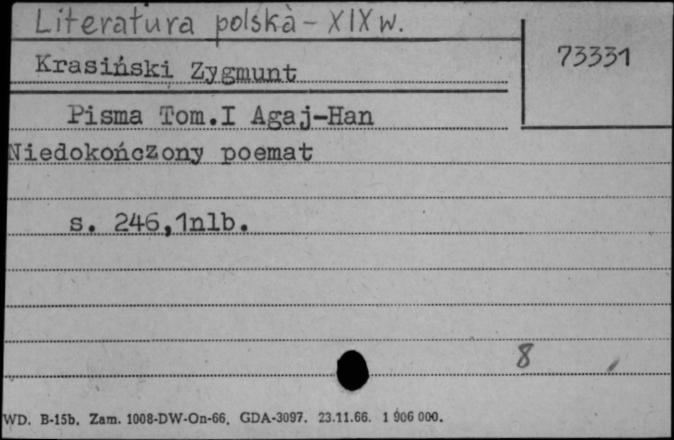 Literatura polska - XIX w.
73331
Krasiński Zygmunt
Pisma Tom.I Agaj-Han
Niedokończony poemat
s. 246,1nlb.
8
WD. B-15b. Zam. 1008-DW-On-66. GDA-3097. 23.11.66. 1 906 000.